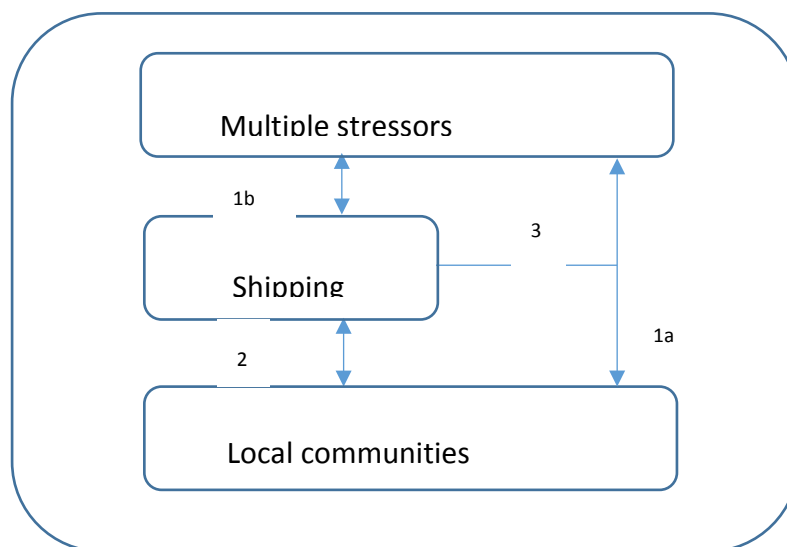 Multiple stressors
1b
3
Shipping
1a
2
Local communities